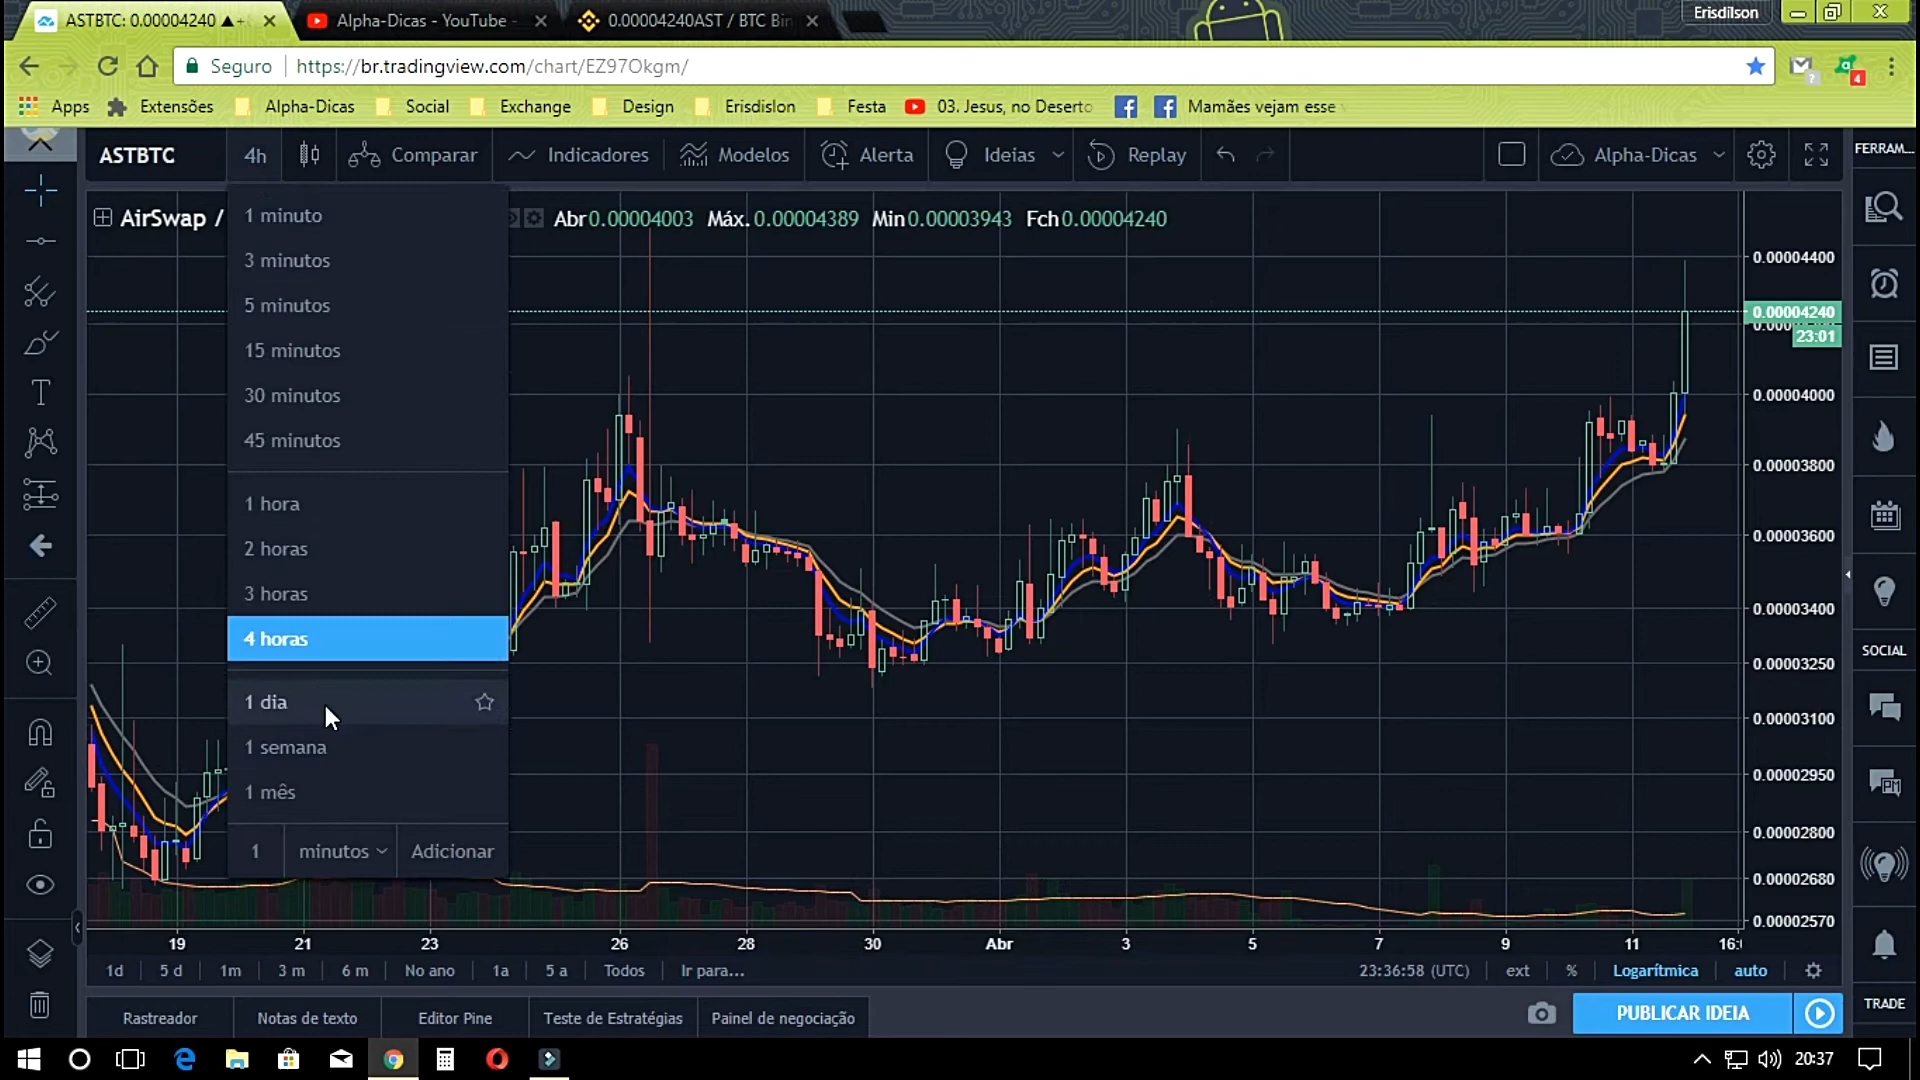 ASTBTC: 0.00004240 ▲+
Alpha-Dicas - YouTube -
0.00004240AST / BTC Bin
Erisdilson
Seguro
https://br.tradingview.com/chart/EZ97Okgm/
Apps
Extensões
Alpha-Dicas
Social
Exchange
Design
Erisdislon
Festa
03. Jesus, no Deserto
Mamães vejam esse
4
ASTBTC
4h
Comparar
Indicadores
Modelos
Alerta
Ideias
Replay
Alpha-Dicas
FERRAM...
AirSwap /
Abr 0.00004003 Máx. 0.00004389 Min 0.00003943 Fch 0.00004240
1 minuto
3 minutos
5 minutos
15 minutos
30 minutos
45 minutos
1 hora
2 horas
3 horas
4 horas
1 dia
1 semana
1 mês
1 minutos Adicionar
0.00004400
0.00004240
23:01
0.00004000
0.00003800
0.00003600
0.00003400
0.00003250
0.00003100
0.00002950
0.00002800
0.00002680
0.00002570
SOCIAL
TRADE
19 21 23 26 28 30 Abr 3 5 7 9 11
1d 5 d 1m 3 m 6 m No ano 1a 5 a Todos Ir para...
23:36:58 (UTC) ext % Logarítmica auto
Rastreador
Notas de texto
Editor Pine
Teste de Estratégias
Painel de negociação
PUBLICAR IDEIA
20:37